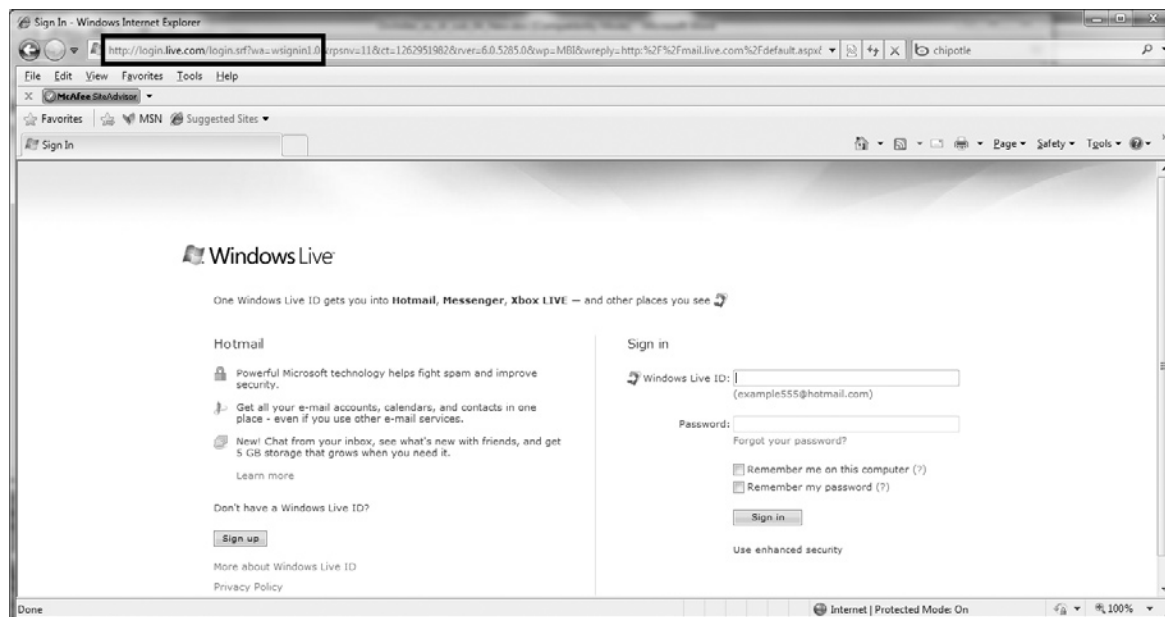 Sign In - Windows Internet Explorer
http://login.live.com/login.srf?wa=wsignin1.0&rpsnv=11&ct=1262951982&rver=6.0.5285.0&wp=MBI&wreply=http:%2F%2Fmail.live.com%2Fdefault.aspx chipotle
File Edit View Favorites Tools Help
X McAfee SiteAdvisor
Favorites MSN Suggested Sites
Sign In Page Safety Tools
Windows Live
One Windows Live ID gets you into Hotmail, Messenger, Xbox LIVE — and other places you see
Hotmail
Powerful Microsoft technology helps fight spam and improve
security.
Get all your e-mail accounts, calendars, and contacts in one
place - even if you use other e-mail services.
New! Chat from your inbox, see what's new with friends, and get
5 GB storage that grows when you need it.
Learn more
Don't have a Windows Live ID?
Sign up
More about Windows Live ID
Privacy Policy
Sign in
Windows Live ID:
(example555@hotmail.com)
Password:
Forgot your password?
Remember me on this computer (?)
Remember my password (?)
Sign in
Use enhanced security
Done Internet | Protected Mode: On 100%